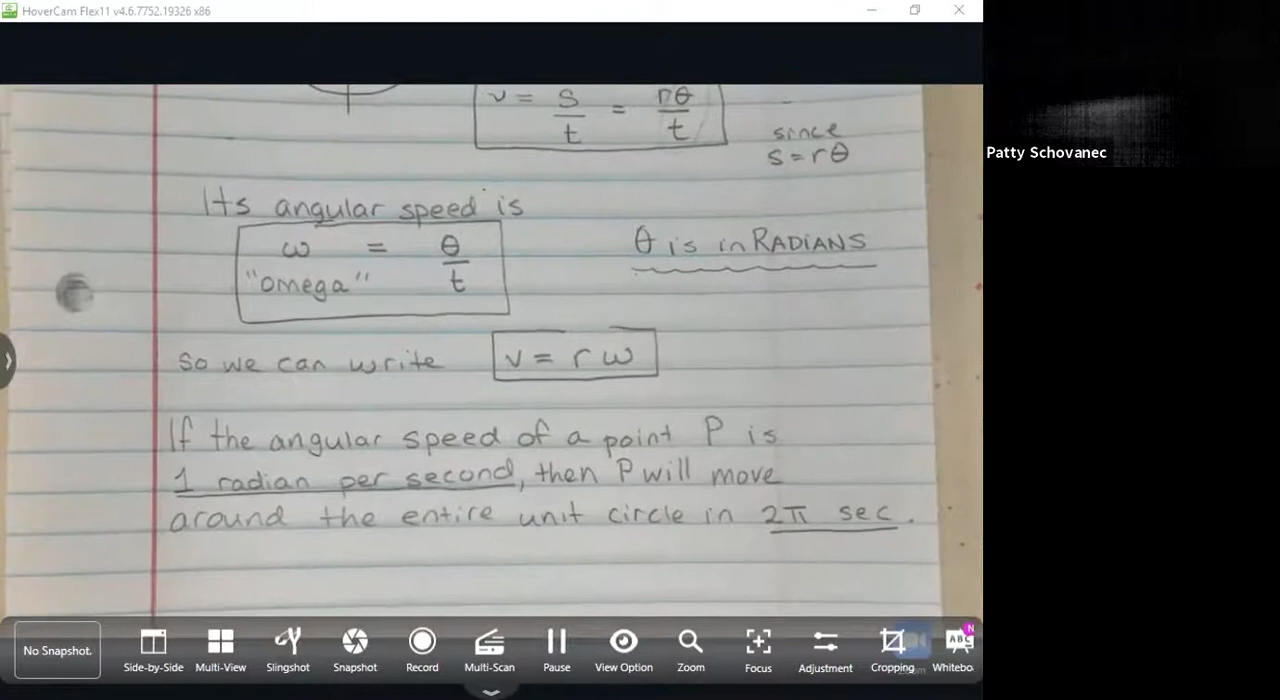 HoverCam Flex11 v4.6.7752.19326 x86
v = s/t = rθ/t
since
s = rθ
Its angular speed is
ω = θ/t
"omega"
θ is in RADIANS
So we can write v = r ω
If the angular speed of a point P is
1 radian per second, then P will move
around the entire unit circle in 2π sec.
Patty Schovanec
No Snapshot.
Side-by-Side Multi-View Slingshot Snapshot Record Multi-Scan Pause View Option Zoom Focus Adjustment Cropping Whitebo
ABC
N